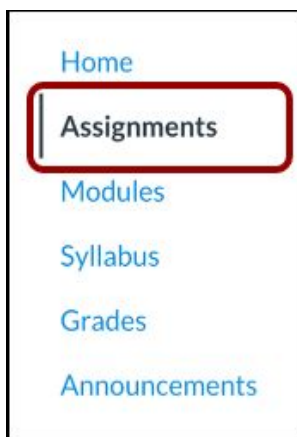 Home
Assignments
Modules
Syllabus
Grades
Announcements